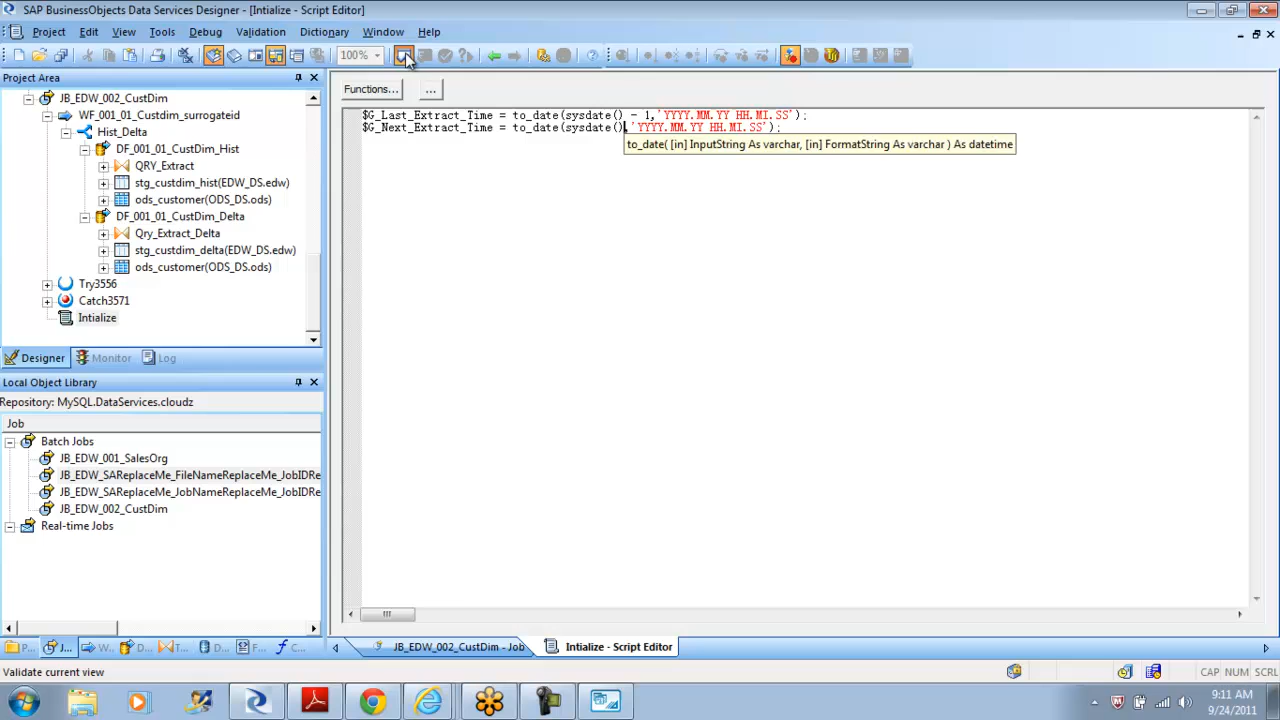 SAP BusinessObjects Data Services Designer - [Intialize - Script Editor]
Project Edit View Tools Debug Validation Dictionary Window Help
100%
Project Area
JB_EDW_002_CustDim
WF_001_01_Custdim_surrogateid
Hist_Delta
DF_001_01_CustDim_Hist
QRY_Extract
stg_custdim_hist(EDW_DS.edw)
ods_customer(ODS_DS.ods)
DF_001_01_CustDim_Delta
Qry_Extract_Delta
stg_custdim_delta(EDW_DS.edw)
ods_customer(ODS_DS.ods)
Try3556
Catch3571
Intialize
Designer Monitor Log
Functions... ...
$G_Last_Extract_Time = to_date(sysdate() - 1,'YYYY.MM.YY HH.MI.SS');
$G_Next_Extract_Time = to_date(sysdate(),'YYYY.MM.YY HH.MI.SS');
to_date( [in] InputString As varchar, [in] FormatString As varchar ) As datetime
Local Object Library
Repository: MySQL.DataServices.cloudz
Job
Batch Jobs
JB_EDW_001_SalesOrg
JB_EDW_SAReplaceMe_FileNameReplaceMe_JobIDRe
JB_EDW_SAReplaceMe_JobNameReplaceMe_JobIDRe
JB_EDW_002_CustDim
Real-time Jobs
P... J... W... D... T... D... F... C...
JB_EDW_002_CustDim - Job Intialize - Script Editor
Validate current view
CAP NUM SCRL
9:11 AM
9/24/2011